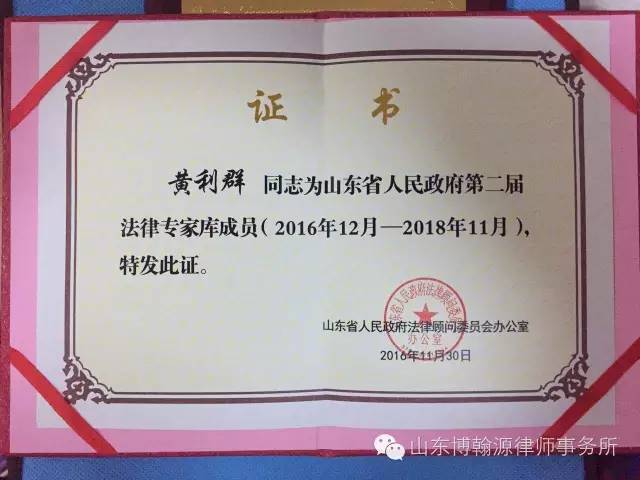 证 书
黄利群 同志为山东省人民政府第二届
法律专家库成员（2016年12月—2018年11月），
特发此证。
山东省人民政府法律顾问委员会办公室
办公室
2016年11月30日
山东博翰源律师事务所